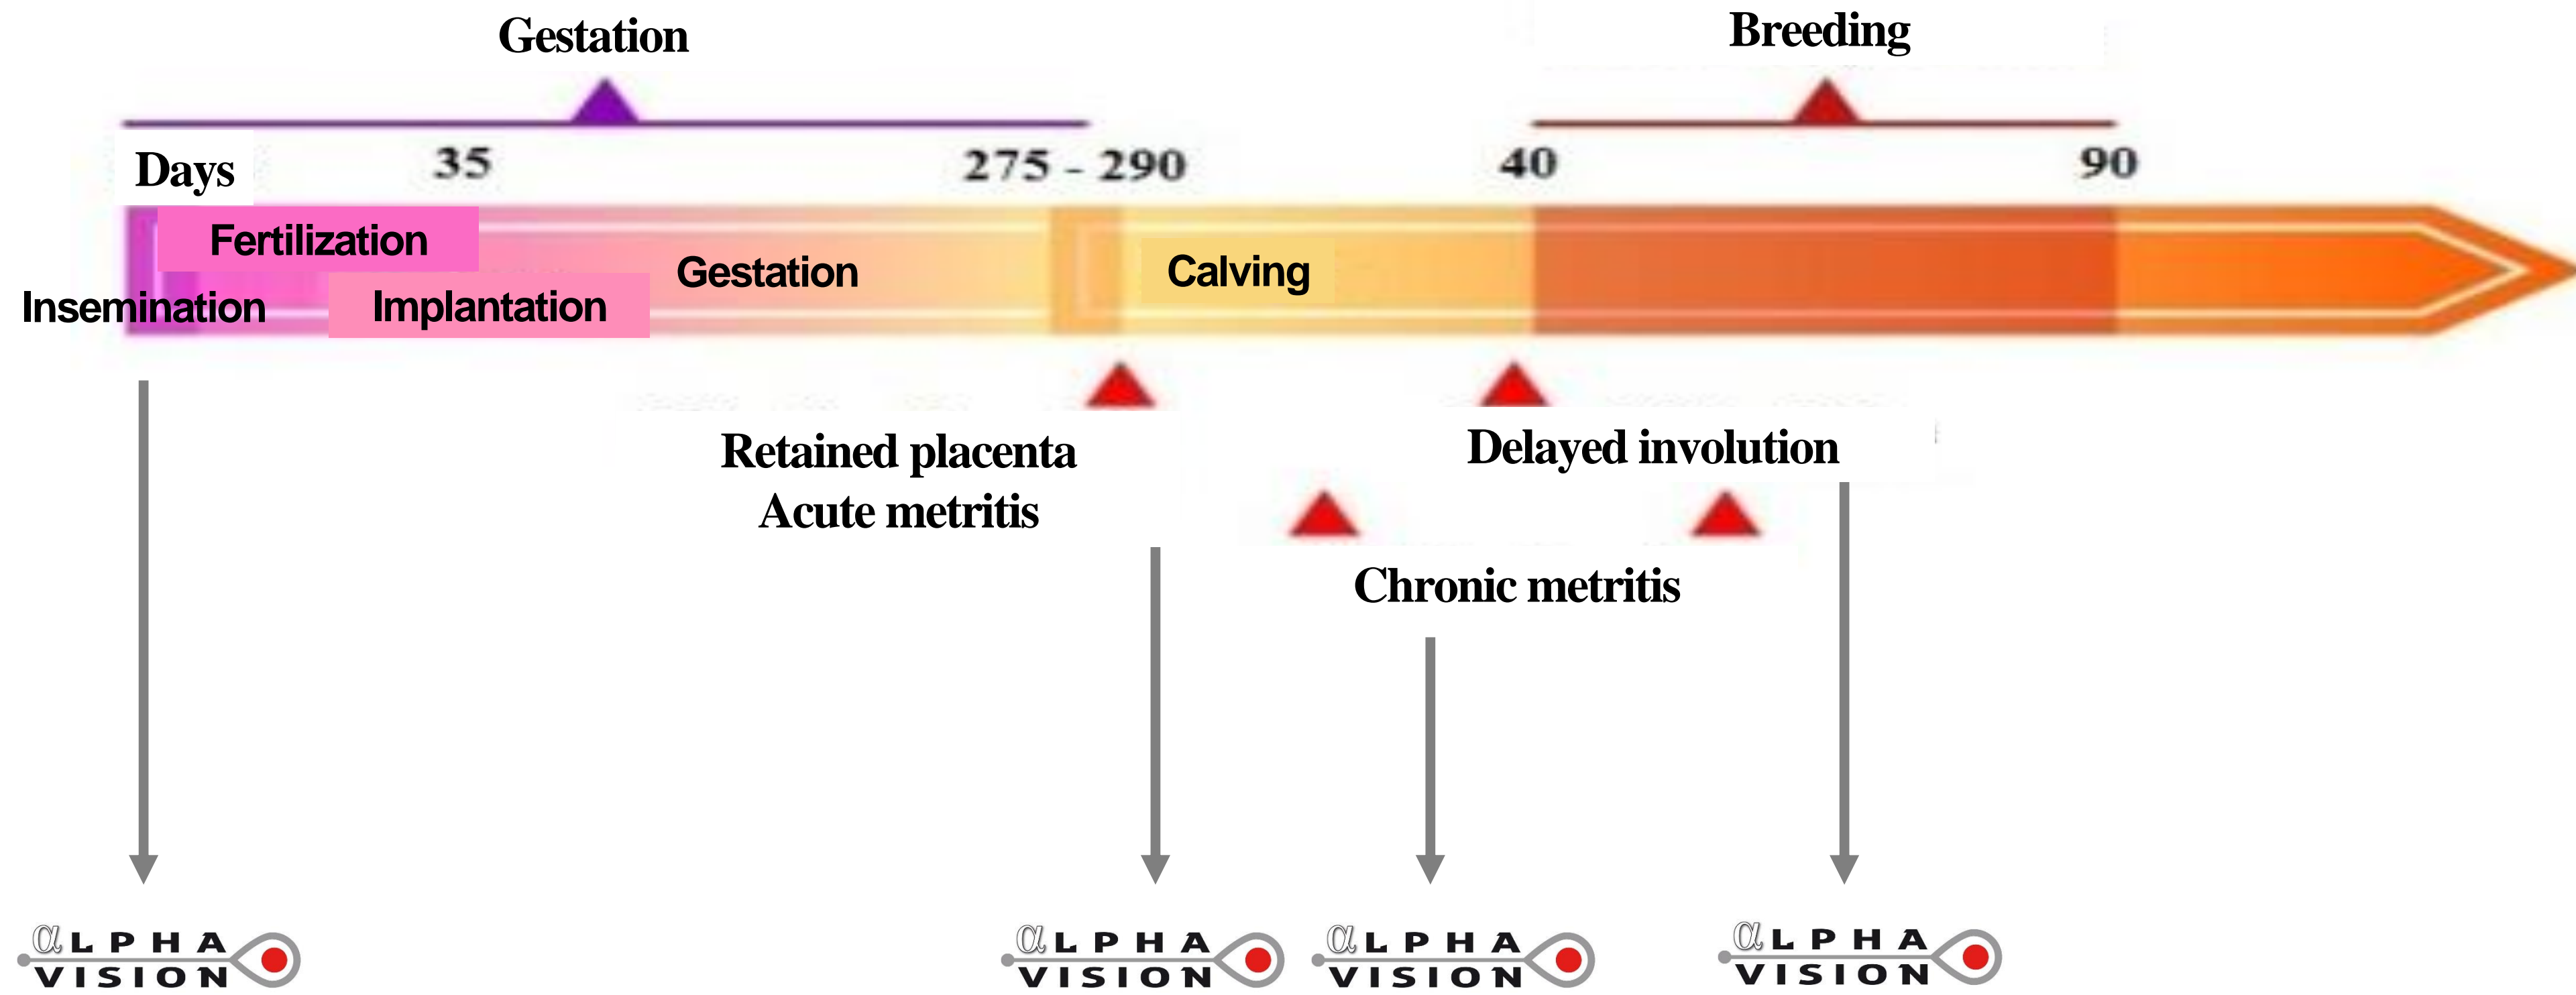 Gestation
Breeding
Days
35
275 - 290
40
90
Fertilization
Insemination
Implantation
Gestation
Calving
Retained placenta
Acute metritis
Delayed involution
Chronic metritis
αLPHA
VISION
αLPHA
VISION
αLPHA
VISION
αLPHA
VISION